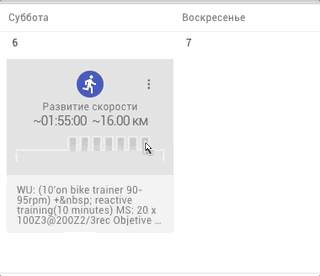 Суббота
Воскресенье
6
7
Развитие скорости
~01:55:00 ~16.00 км
WU: (10'on bike trainer 90-
95rpm) +&nbsp; reactive
training(10 minutes) MS: 20 x
100Z3@200Z2/3rec Objetive ...